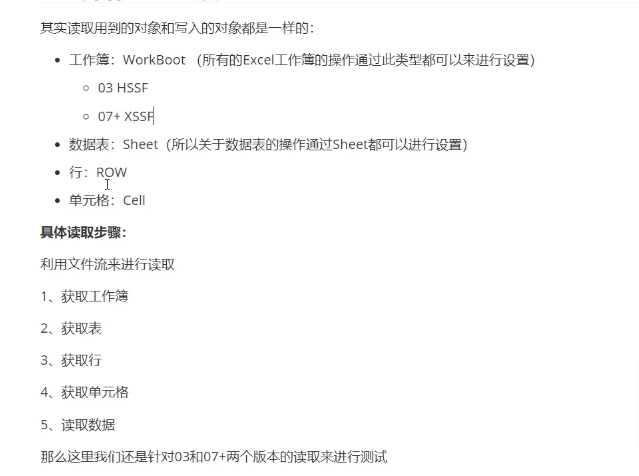 其实读取用到的对象和写入的对象都是一样的：
工作簿：WorkBoot （所有的Excel工作簿的操作通过此类型都可以来进行设置）
03 HSSF
07+ XSSF
数据表：Sheet（所以关于数据表的操作通过Sheet都可以进行设置）
行：ROW
单元格：Cell
具体读取步骤：
利用文件流来进行读取
1、获取工作簿
2、获取表
3、获取行
4、获取单元格
5、读取数据
那么这里我们还是针对03和07+两个版本的读取来进行测试